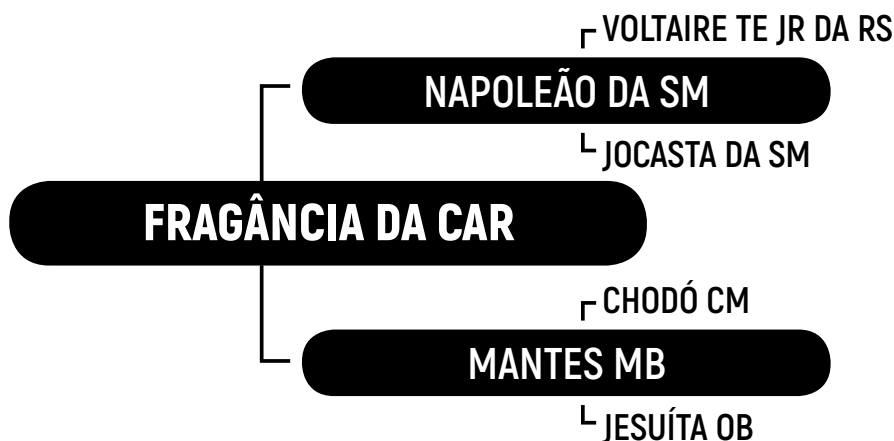 VOLTAIRE TE JR DA RS
NAPOLEÃO DA SM
JOCASTA DA SM
FRAGÂNCIA DA CAR
CHODÓ CM
MANTES MB
JESUÍTA OB